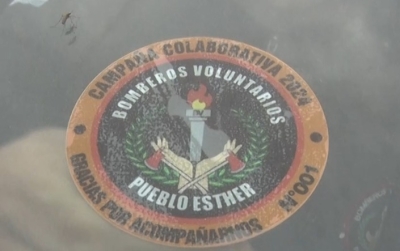 CAMPAÑA COLABORATIVA 2024
BOMBEROS VOLUNTARIOS
PUEBLO ESTHER
GRACIAS POR ACOMPAÑARNOS
N°001